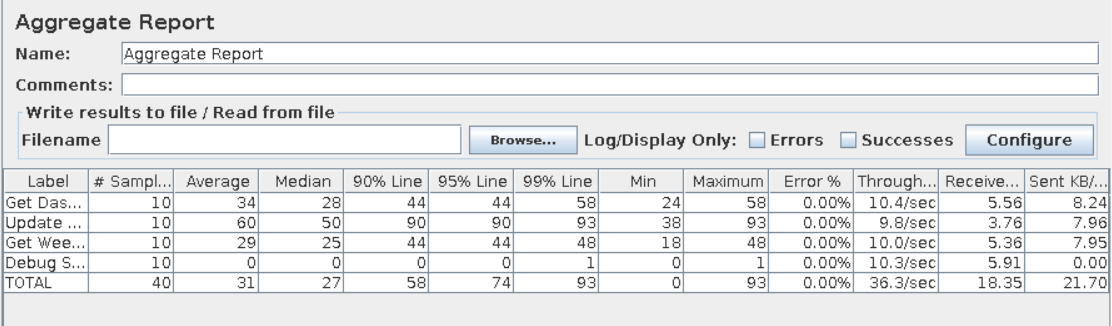 Aggregate Report
Name: Aggregate Report
Comments:
Write results to file / Read from file
Filename Browse... Log/Display Only: Errors Successes Configure
Label # Sampl... Average Median 90% Line 95% Line 99% Line Min Maximum Error % Through... Receive... Sent KB/...
Get Das... 10 34 28 44 44 58 24 58 0.00% 10.4/sec 5.56 8.24
Update ... 10 60 50 90 90 93 38 93 0.00% 9.8/sec 3.76 7.96
Get Wee... 10 29 25 44 44 48 18 48 0.00% 10.0/sec 5.36 7.95
Debug S... 10 0 0 0 0 1 0 1 0.00% 10.3/sec 5.91 0.00
TOTAL 40 31 27 58 74 93 0 93 0.00% 36.3/sec 18.35 21.70